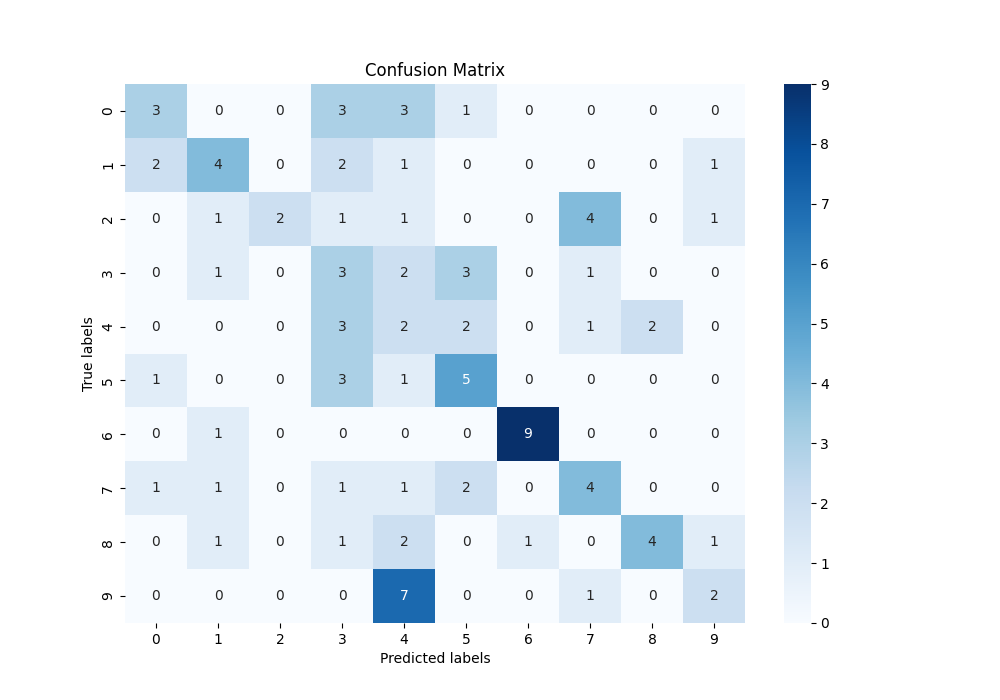 Confusion Matrix
0 3 0 0 3 3 1 0 0 0 0
1 2 4 0 2 1 0 0 0 0 1
2 0 1 2 1 1 0 0 4 0 1
3 0 1 0 3 2 3 0 1 0 0
4 0 0 0 3 2 2 0 1 2 0
5 1 0 0 3 1 5 0 0 0 0
6 0 1 0 0 0 0 9 0 0 0
7 1 1 0 1 1 2 0 4 0 0
8 0 1 0 1 2 0 1 0 4 1
9 0 0 0 0 7 0 0 1 0 2
0 1 2 3 4 5 6 7 8 9
Predicted labels
True labels
9
8
7
6
5
4
3
2
1
0